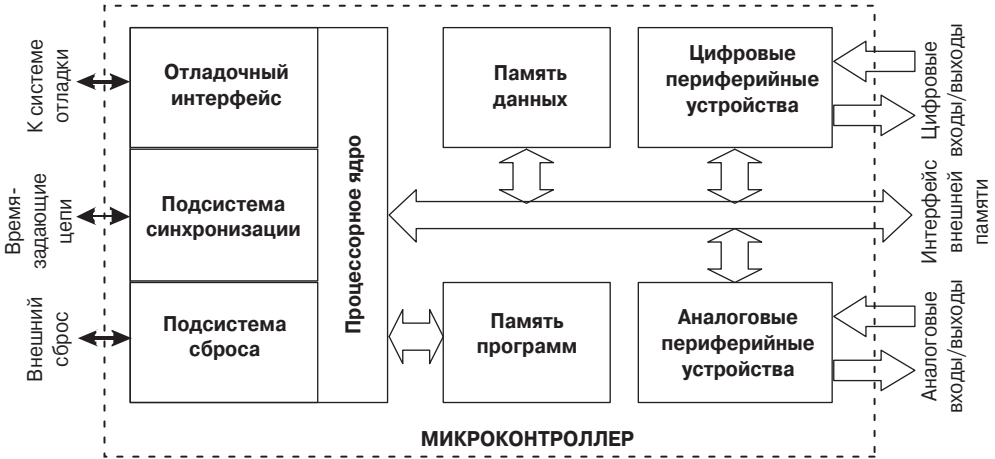 К системе
отладки
Отладочный
интерфейс
Память
данных
Цифровые
периферийные
устройства
Цифровые
входы/выходы
Время-
задающие
цепи
Подсистема
синхронизации
Процессорное ядро
Интерфейс
внешней
памяти
Внешний
сброс
Подсистема
сброса
Память
программ
Аналоговые
периферийные
устройства
Аналоговые
входы/выходы
МИКРОКОНТРОЛЛЕР